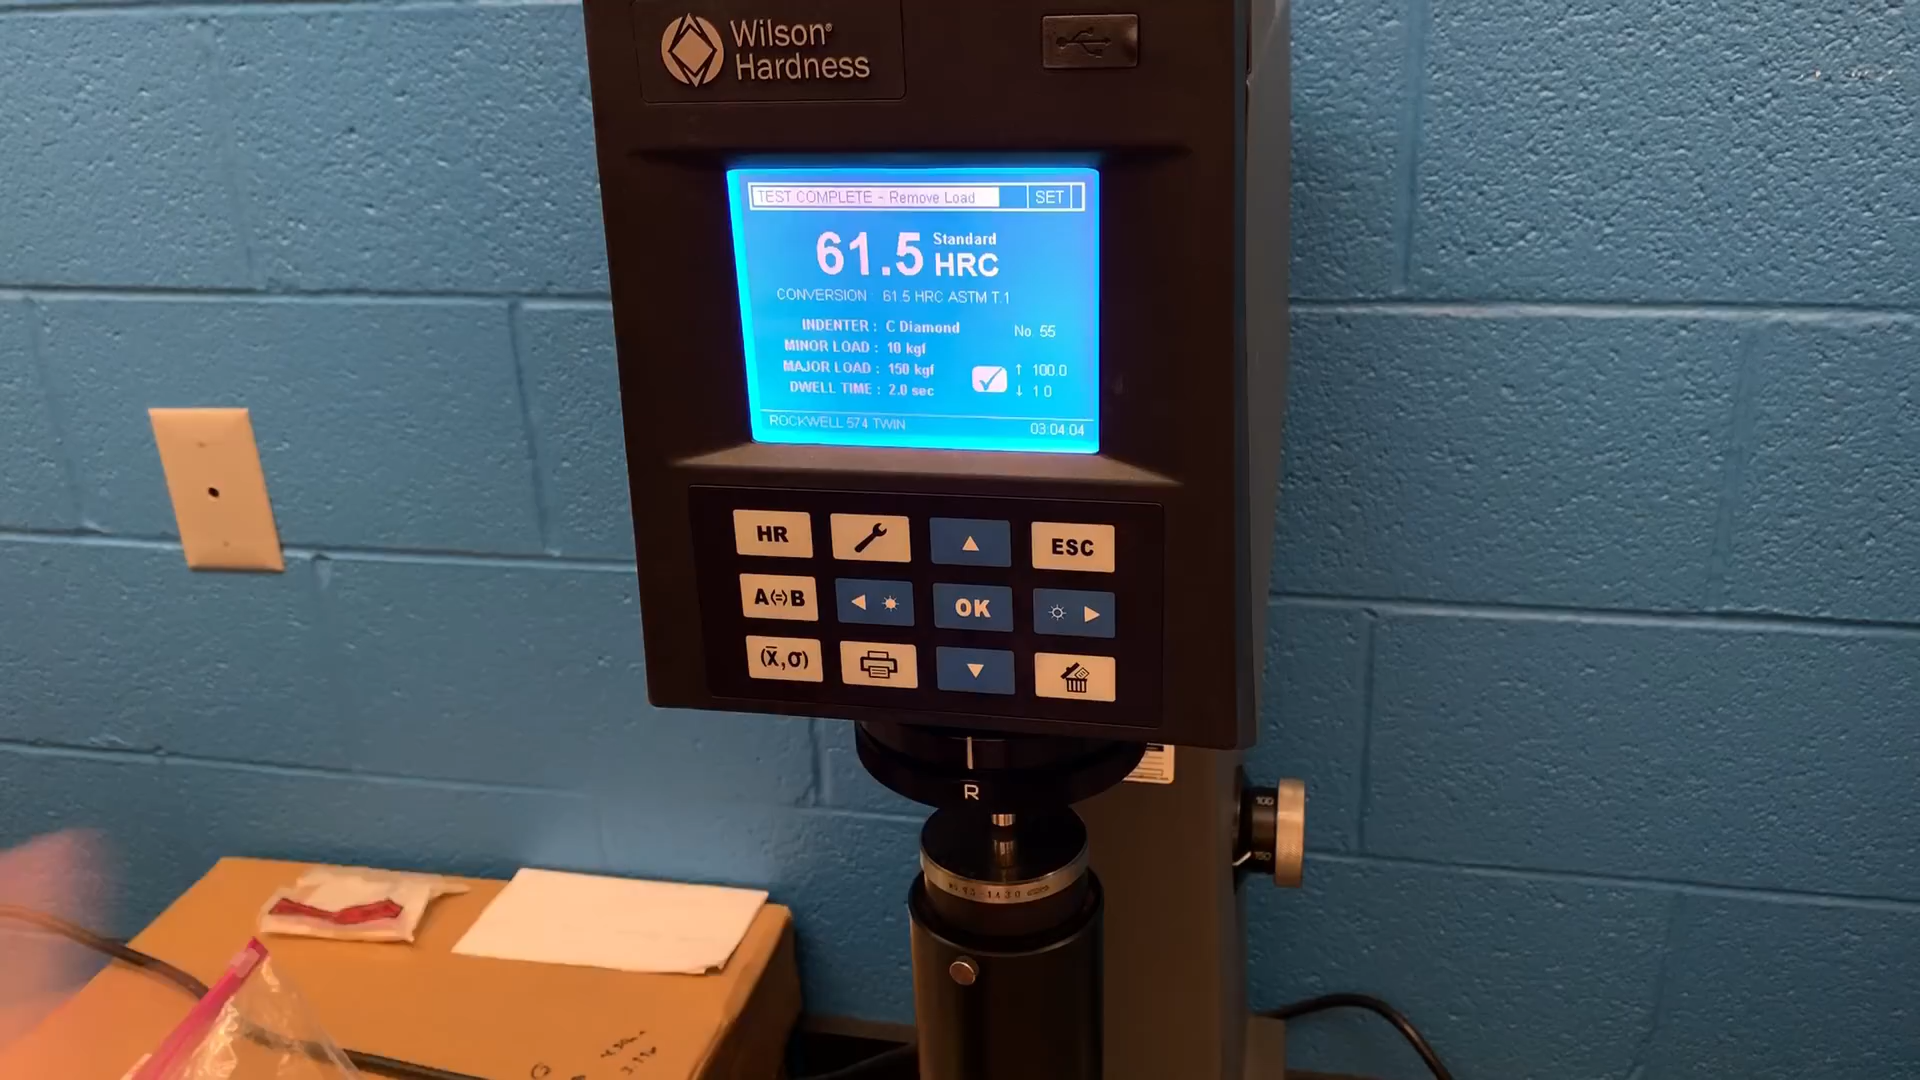 Wilson®
Hardness
TEST COMPLETE - Remove Load
SET
61.5
Standard
HRC
CONVERSION : 61.5 HRC ASTM T.1
INDENTER : C Diamond
No. 55
MINOR LOAD : 10 kgf
MAJOR LOAD : 150 kgf
↑ 100.0
DWELL TIME : 2.0 sec
↓ 1.0
ROCKWELL 574 TWIN
03:04:04
HR
ESC
A(=)B
OK
(x̄,σ)
R
100
150